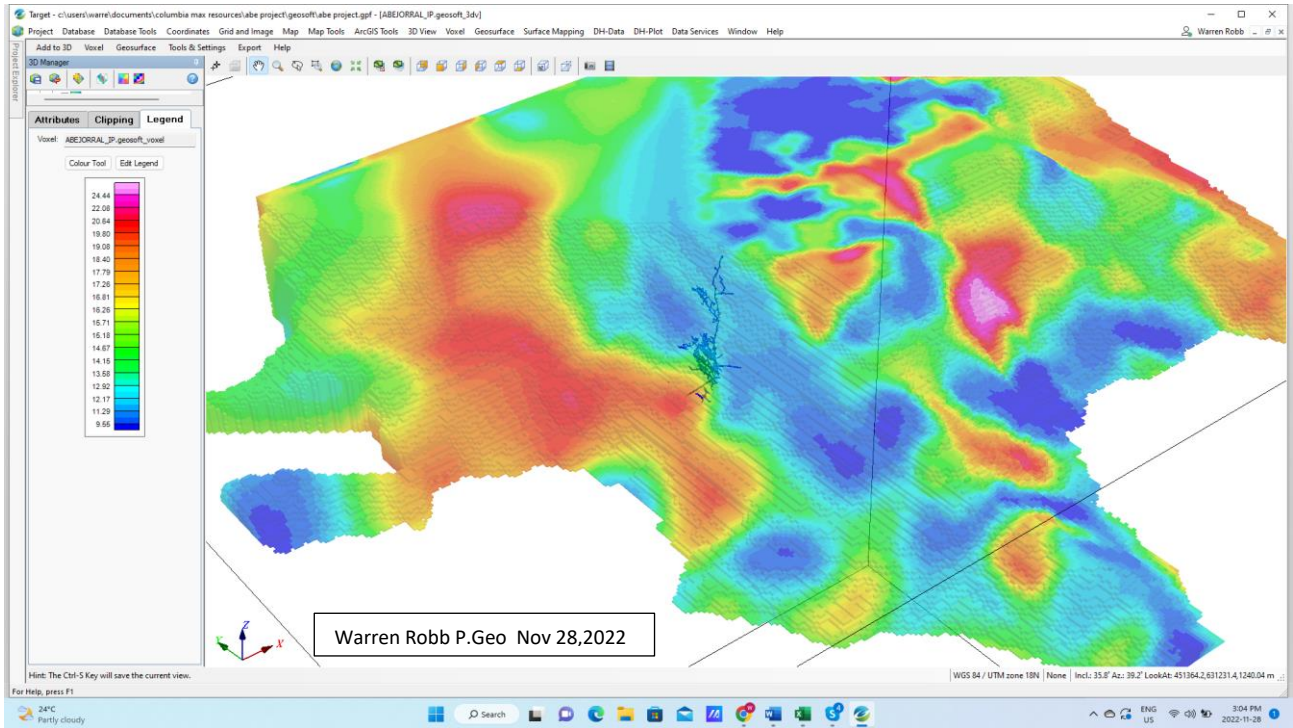 Target - c:\users\warre\documents\columbia max resources\abe project\geosoft\abe project.gpf - [ABEJORRAL_IP.geosoft_3dv]
Project Database Database Tools Coordinates Grid and Image Map Map Tools ArcGIS Tools 3D View Voxel Geosurface Surface Mapping DH-Data DH-Plot Data Services Window Help Warren Robb
Add to 3D Voxel Geosurface Tools & Settings Export Help
Project Explorer
3D Manager
Attributes Clipping Legend
Voxel: ABEJORRAL_IP.geosoft_voxel
Colour Tool Edit Legend
24.44
22.08
20.64
19.80
19.08
18.40
17.79
17.26
16.81
16.26
15.71
15.18
14.67
14.15
13.58
12.92
12.17
11.29
9.55
Z
Y X
Warren Robb P.Geo Nov 28,2022
Hint: The Ctrl-S Key will save the current view.
WGS 84 / UTM zone 18N None Incl.: 35.8° Az.: 39.2° LookAt: 451364.2,631231.4,1240.04 m
For Help, press F1
24°C
Partly cloudy
Search
ENG
US
3:04 PM
2022-11-28